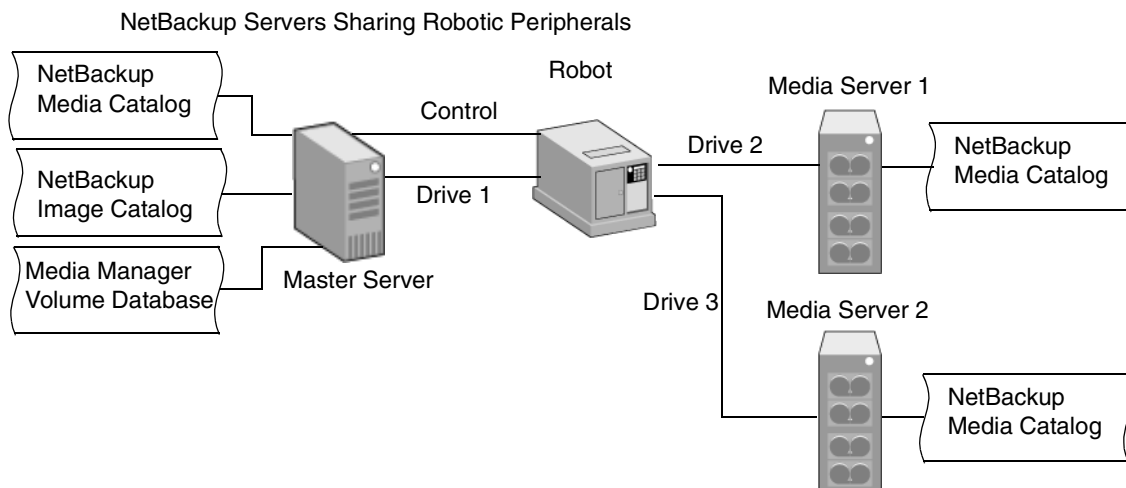 NetBackup Servers Sharing Robotic Peripherals
NetBackup
Media Catalog
NetBackup
Image Catalog
Media Manager
Volume Database
Master Server
Control
Drive 1
Robot
Drive 2
Drive 3
Media Server 1
NetBackup
Media Catalog
Media Server 2
NetBackup
Media Catalog